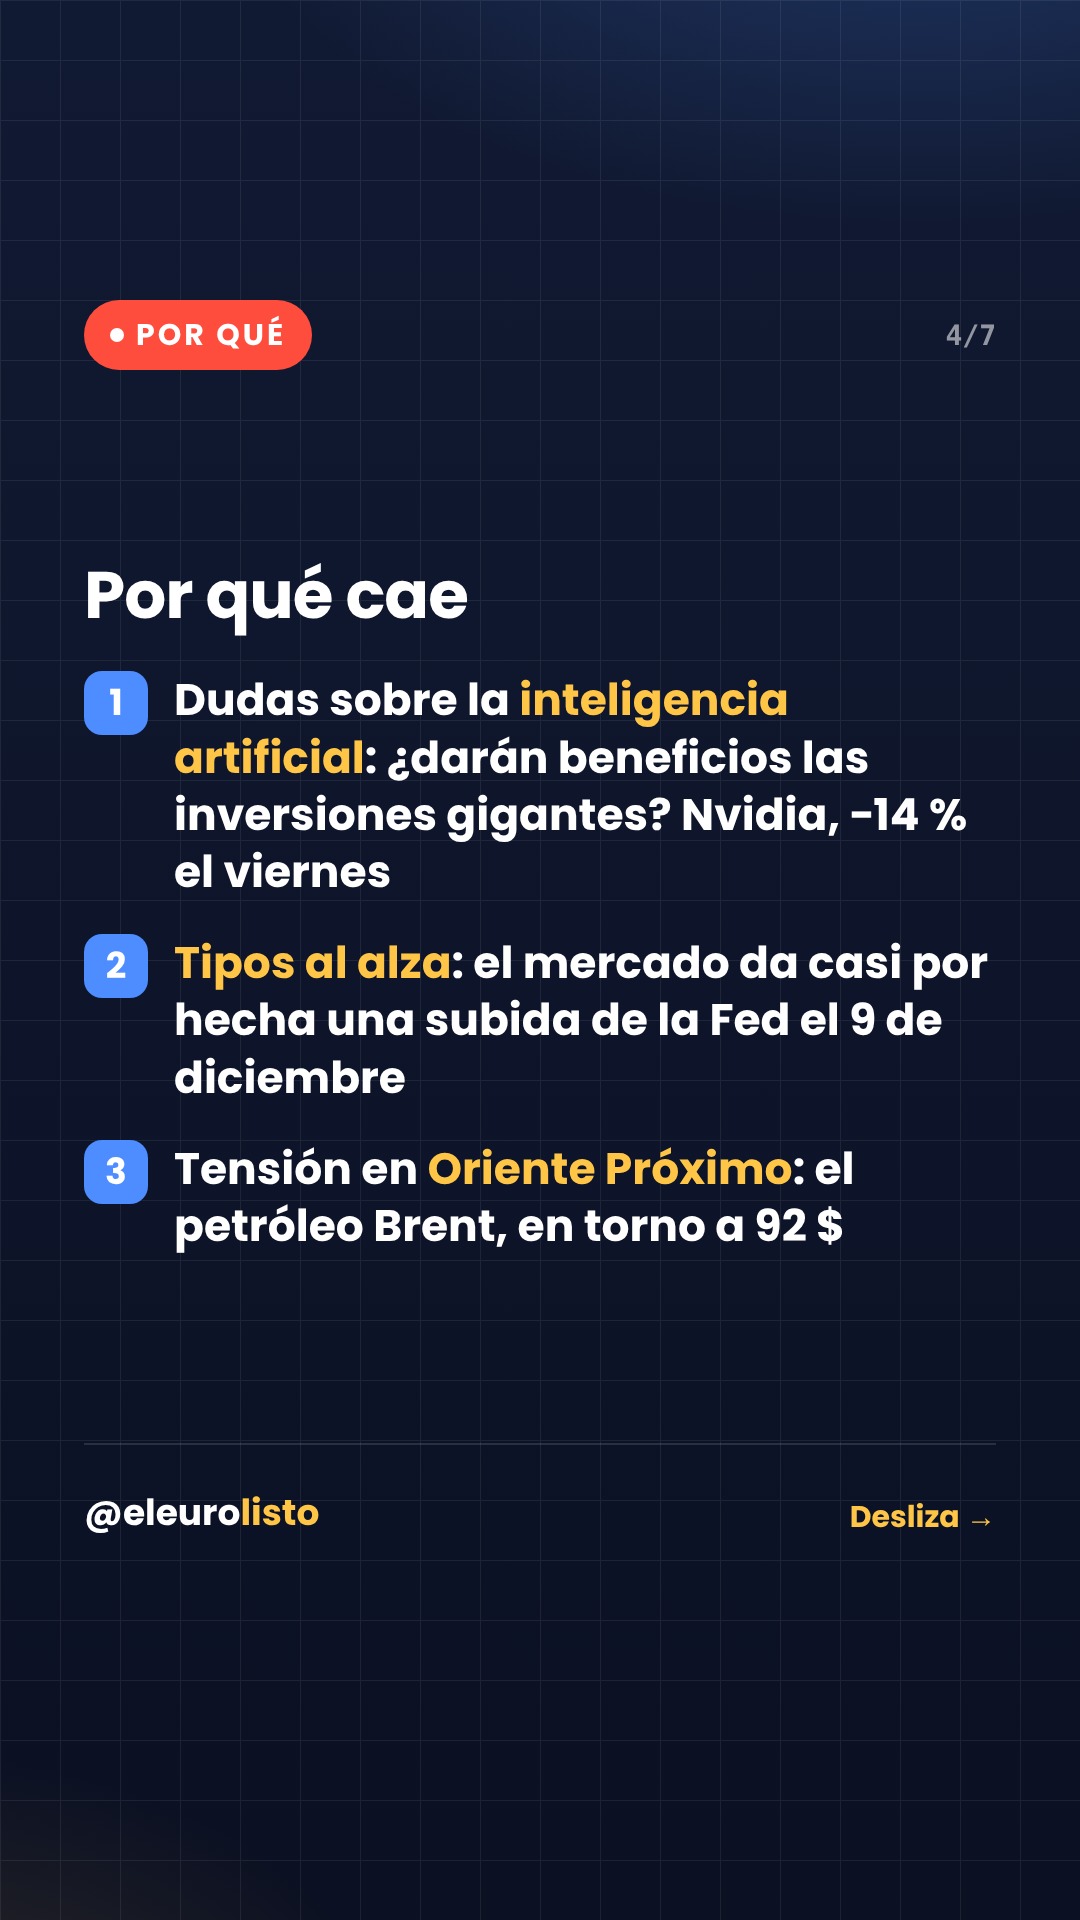 POR QUÉ
4/7
Por qué cae
1 Dudas sobre la inteligencia
artificial: ¿darán beneficios las
inversiones gigantes? Nvidia, −14 %
el viernes
2 Tipos al alza: el mercado da casi por
hecha una subida de la Fed el 9 de
diciembre
3 Tensión en Oriente Próximo: el
petróleo Brent, en torno a 92 $
@eleurolisto
Desliza →